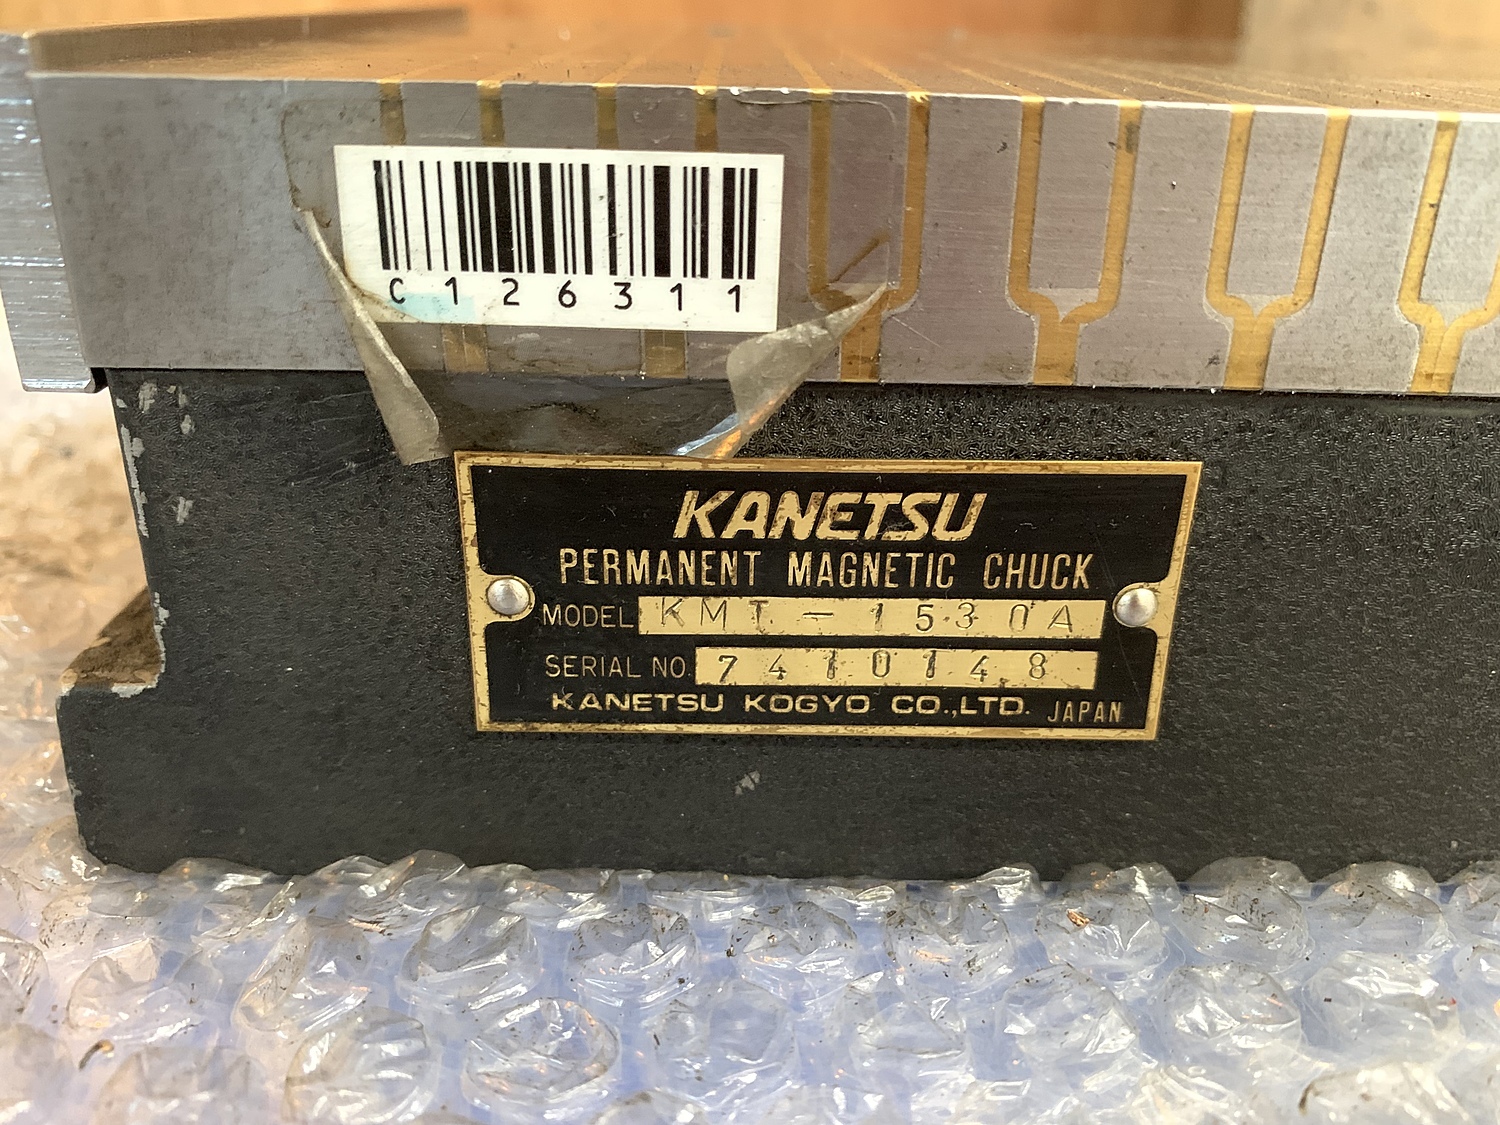 C126311
KANETSU
PERMANENT MAGNETIC CHUCK
MODEL KMT-1530A
SERIAL NO. 7410148
KANETSU KOGYO CO.,LTD. JAPAN